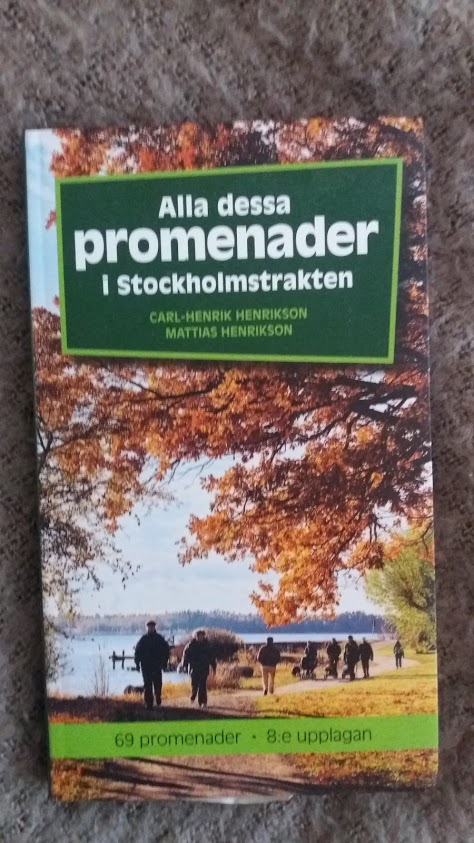 Alla dessa
promenader
i Stockholmstrakten
CARL-HENRIK HENRIKSON
MATTIAS HENRIKSON
69 promenader • 8:e upplagan